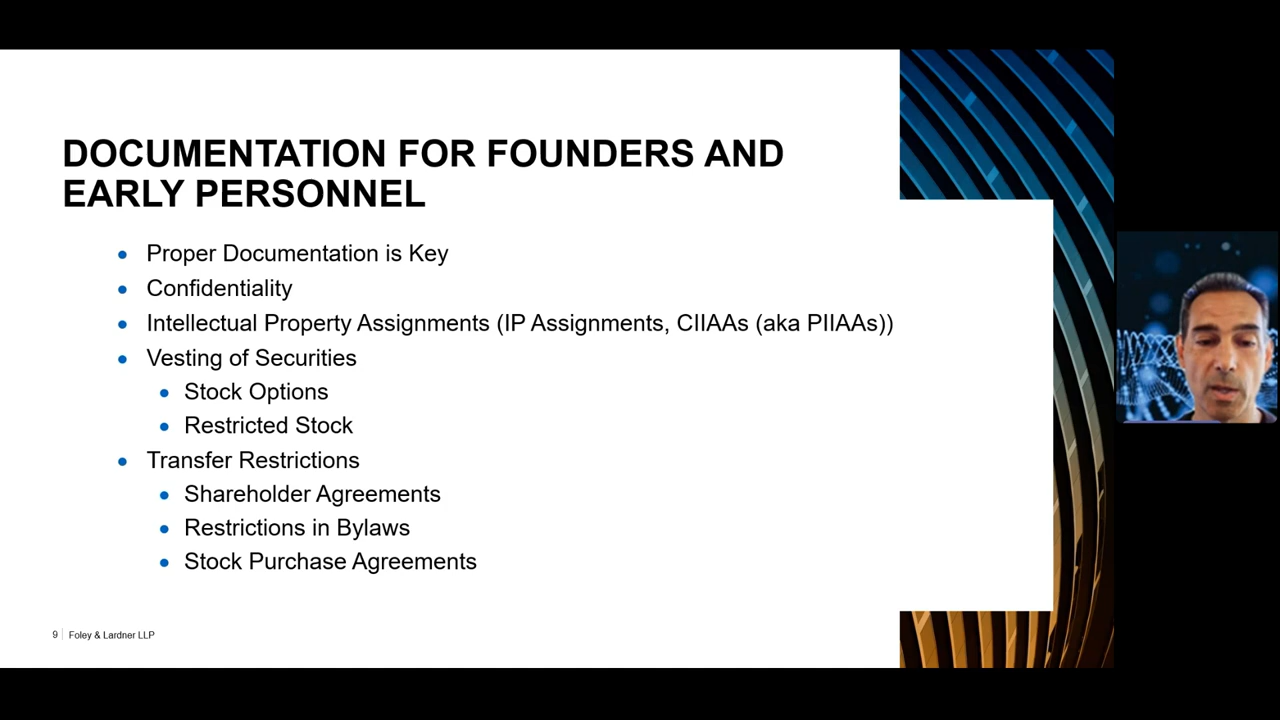 DOCUMENTATION FOR FOUNDERS AND
EARLY PERSONNEL
• Proper Documentation is Key
• Confidentiality
• Intellectual Property Assignments (IP Assignments, CIIAAs (aka PIIAAs))
• Vesting of Securities
• Stock Options
• Restricted Stock
• Transfer Restrictions
• Shareholder Agreements
• Restrictions in Bylaws
• Stock Purchase Agreements
9 | Foley & Lardner LLP